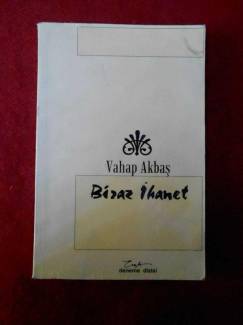 Vahap Akbaş
Biraz İhanet
deneme dizisi